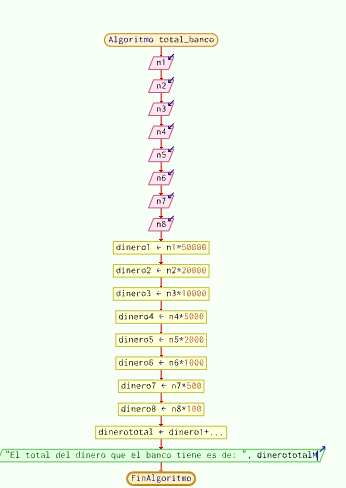 Algoritmo total_banco
n1
n2
n3
n4
n5
n6
n7
n8
dinero1 ← n1*50000
dinero2 ← n2*20000
dinero3 ← n3*10000
dinero4 ← n4*5000
dinero5 ← n5*2000
dinero6 ← n6*1000
dinero7 ← n7*500
dinero8 ← n8*100
dinerototal ← dinero1+...
"El total del dinero que el banco tiene es de: ", dinerototal
FinAlgoritmo